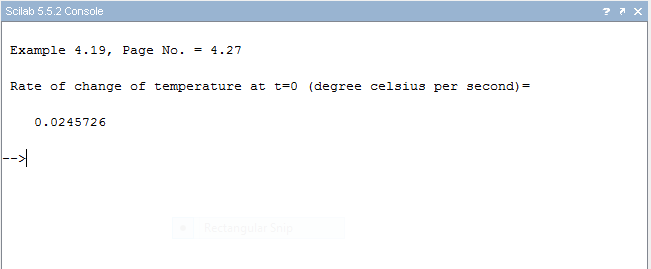 Scilab 5.5.2 Console
Example 4.19, Page No. = 4.27
Rate of change of temperature at t=0 (degree celsius per second)=
0.0245726
-->
Rectangular Snip